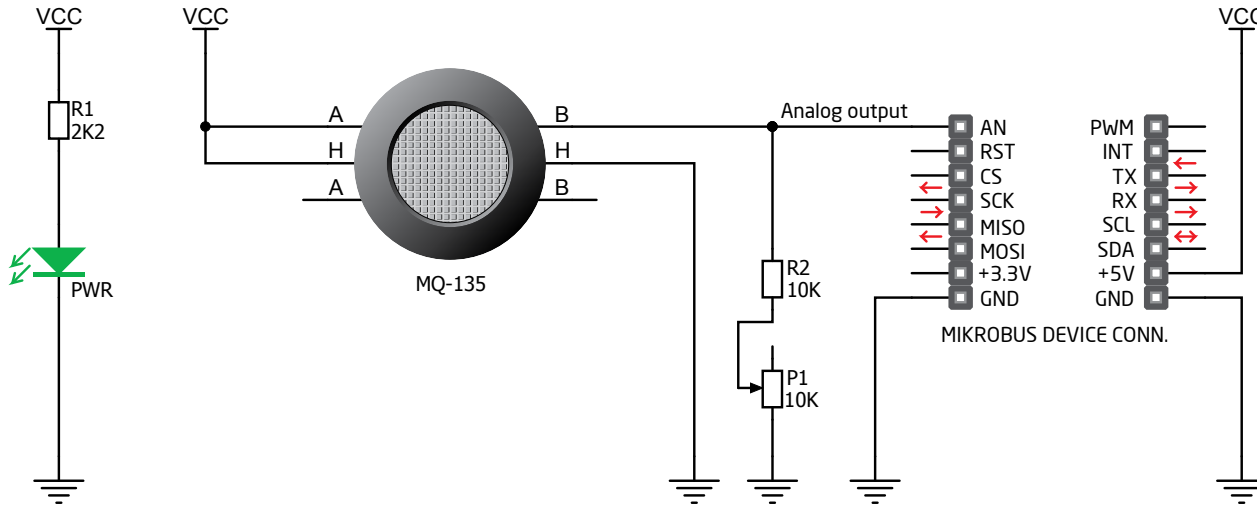 VCC
VCC
VCC
R1
2K2
PWR
A
H
A
B
H
B
MQ-135
Analog output
R2
10K
P1
10K
AN
RST
CS
SCK
MISO
MOSI
+3.3V
GND
PWM
INT
TX
RX
SCL
SDA
+5V
GND
MIKROBUS DEVICE CONN.